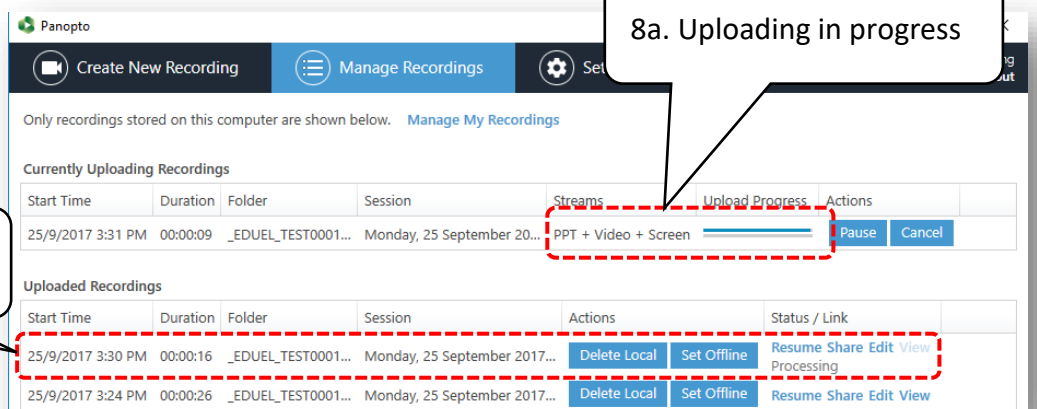 8a. Uploading in progress
Panopto
Create New Recording
Manage Recordings
Set
ng
out
Only recordings stored on this computer are shown below. Manage My Recordings
Currently Uploading Recordings
Start Time Duration Folder Session Streams Upload Progress Actions
25/9/2017 3:31 PM 00:00:09 _EDUEL_TEST0001... Monday, 25 September 20... PPT + Video + Screen Pause Cancel
Uploaded Recordings
Start Time Duration Folder Session Actions Status / Link
25/9/2017 3:30 PM 00:00:16 _EDUEL_TEST0001... Monday, 25 September 2017... Delete Local Set Offline Resume Share Edit View
Processing
25/9/2017 3:24 PM 00:00:26 _EDUEL_TEST0001... Monday, 25 September 2017... Delete Local Set Offline Resume Share Edit View